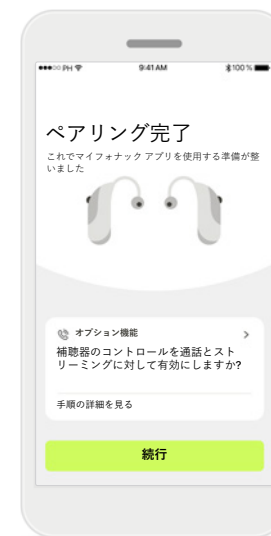 ●●●○○ PH 9:41 AM 100 %
ペアリング完了
これでマイフォナック アプリを使用する準備が整
いました
オプション機能
補聴器のコントロールを通話とスト
リーミングに対して有効にしますか?
手順の詳細を見る
続行